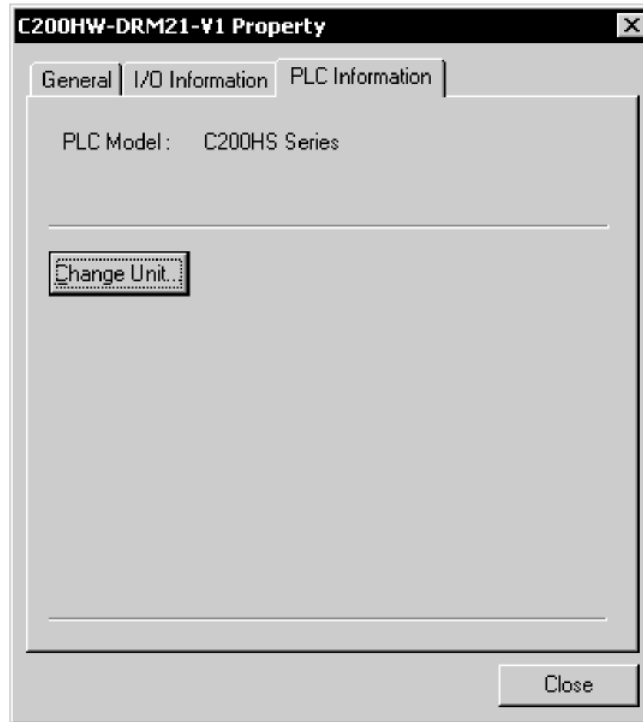 C200HW-DRM21-V1 Property
General I/O Information PLC Information
PLC Model : C200HS Series
Change Unit...
Close